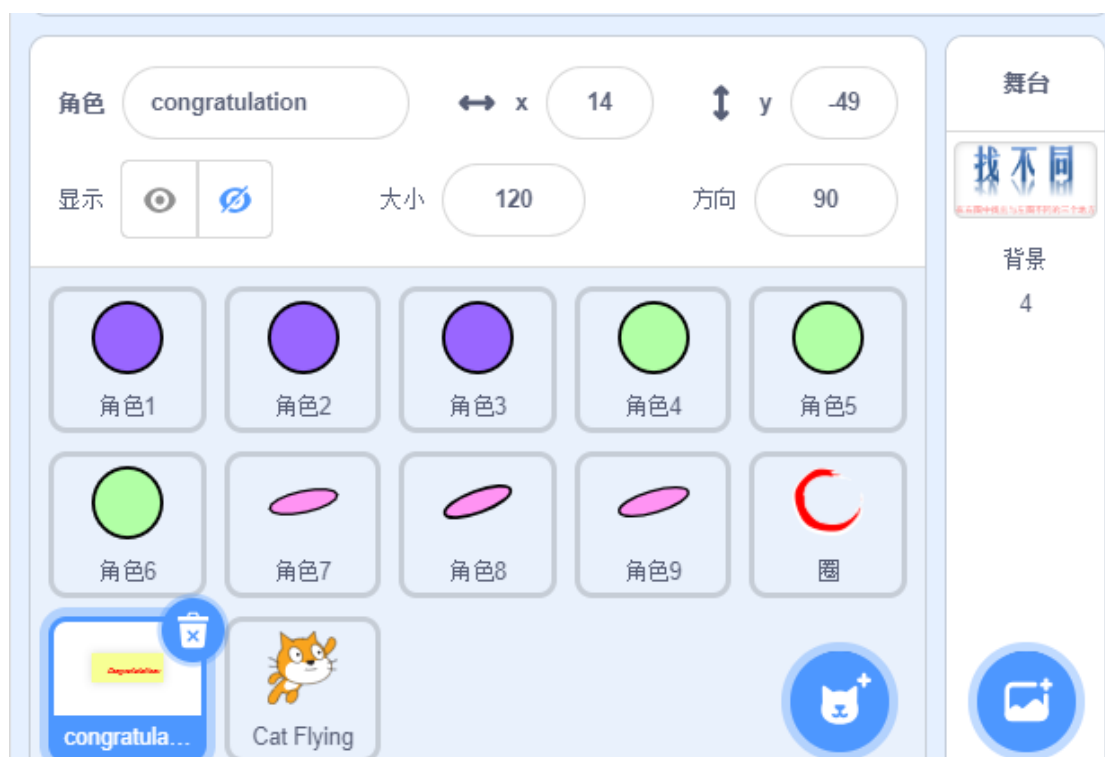 角色 congratulation x 14 y -49
显示 大小 120 方向 90
舞台
找不同
背景
4
角色1 角色2 角色3 角色4 角色5
角色6 角色7 角色8 角色9 圈
Congratulation
congratula... Cat Flying